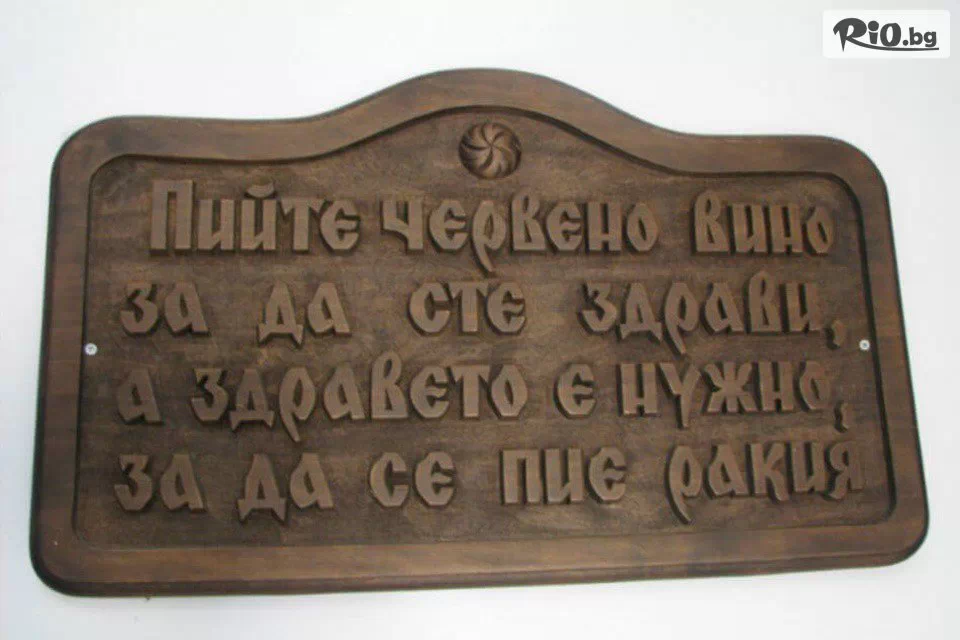 RiO.bg
Пийте червено вино
за да сте здрави,
а здравето е нужно,
за да се пие ракия